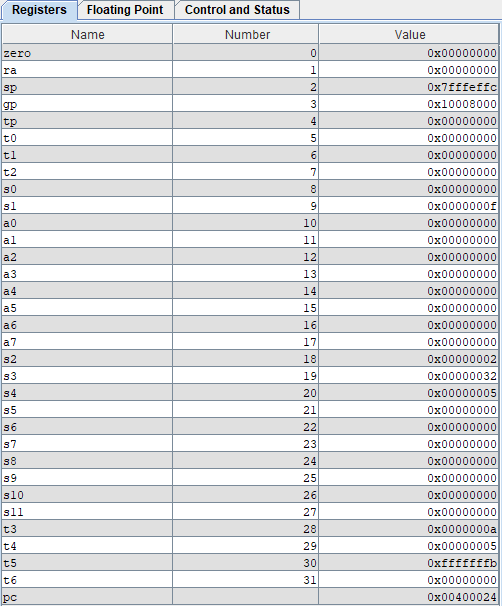 Registers Floating Point Control and Status
Name Number Value
zero 0 0x00000000
ra 1 0x00000000
sp 2 0x7fffeffc
gp 3 0x10008000
tp 4 0x00000000
t0 5 0x00000000
t1 6 0x00000000
t2 7 0x00000000
s0 8 0x00000000
s1 9 0x0000000f
a0 10 0x00000000
a1 11 0x00000000
a2 12 0x00000000
a3 13 0x00000000
a4 14 0x00000000
a5 15 0x00000000
a6 16 0x00000000
a7 17 0x00000000
s2 18 0x00000002
s3 19 0x00000032
s4 20 0x00000005
s5 21 0x00000000
s6 22 0x00000000
s7 23 0x00000000
s8 24 0x00000000
s9 25 0x00000000
s10 26 0x00000000
s11 27 0x00000000
t3 28 0x0000000a
t4 29 0x00000005
t5 30 0xfffffffb
t6 31 0x00000000
pc 0x00400024